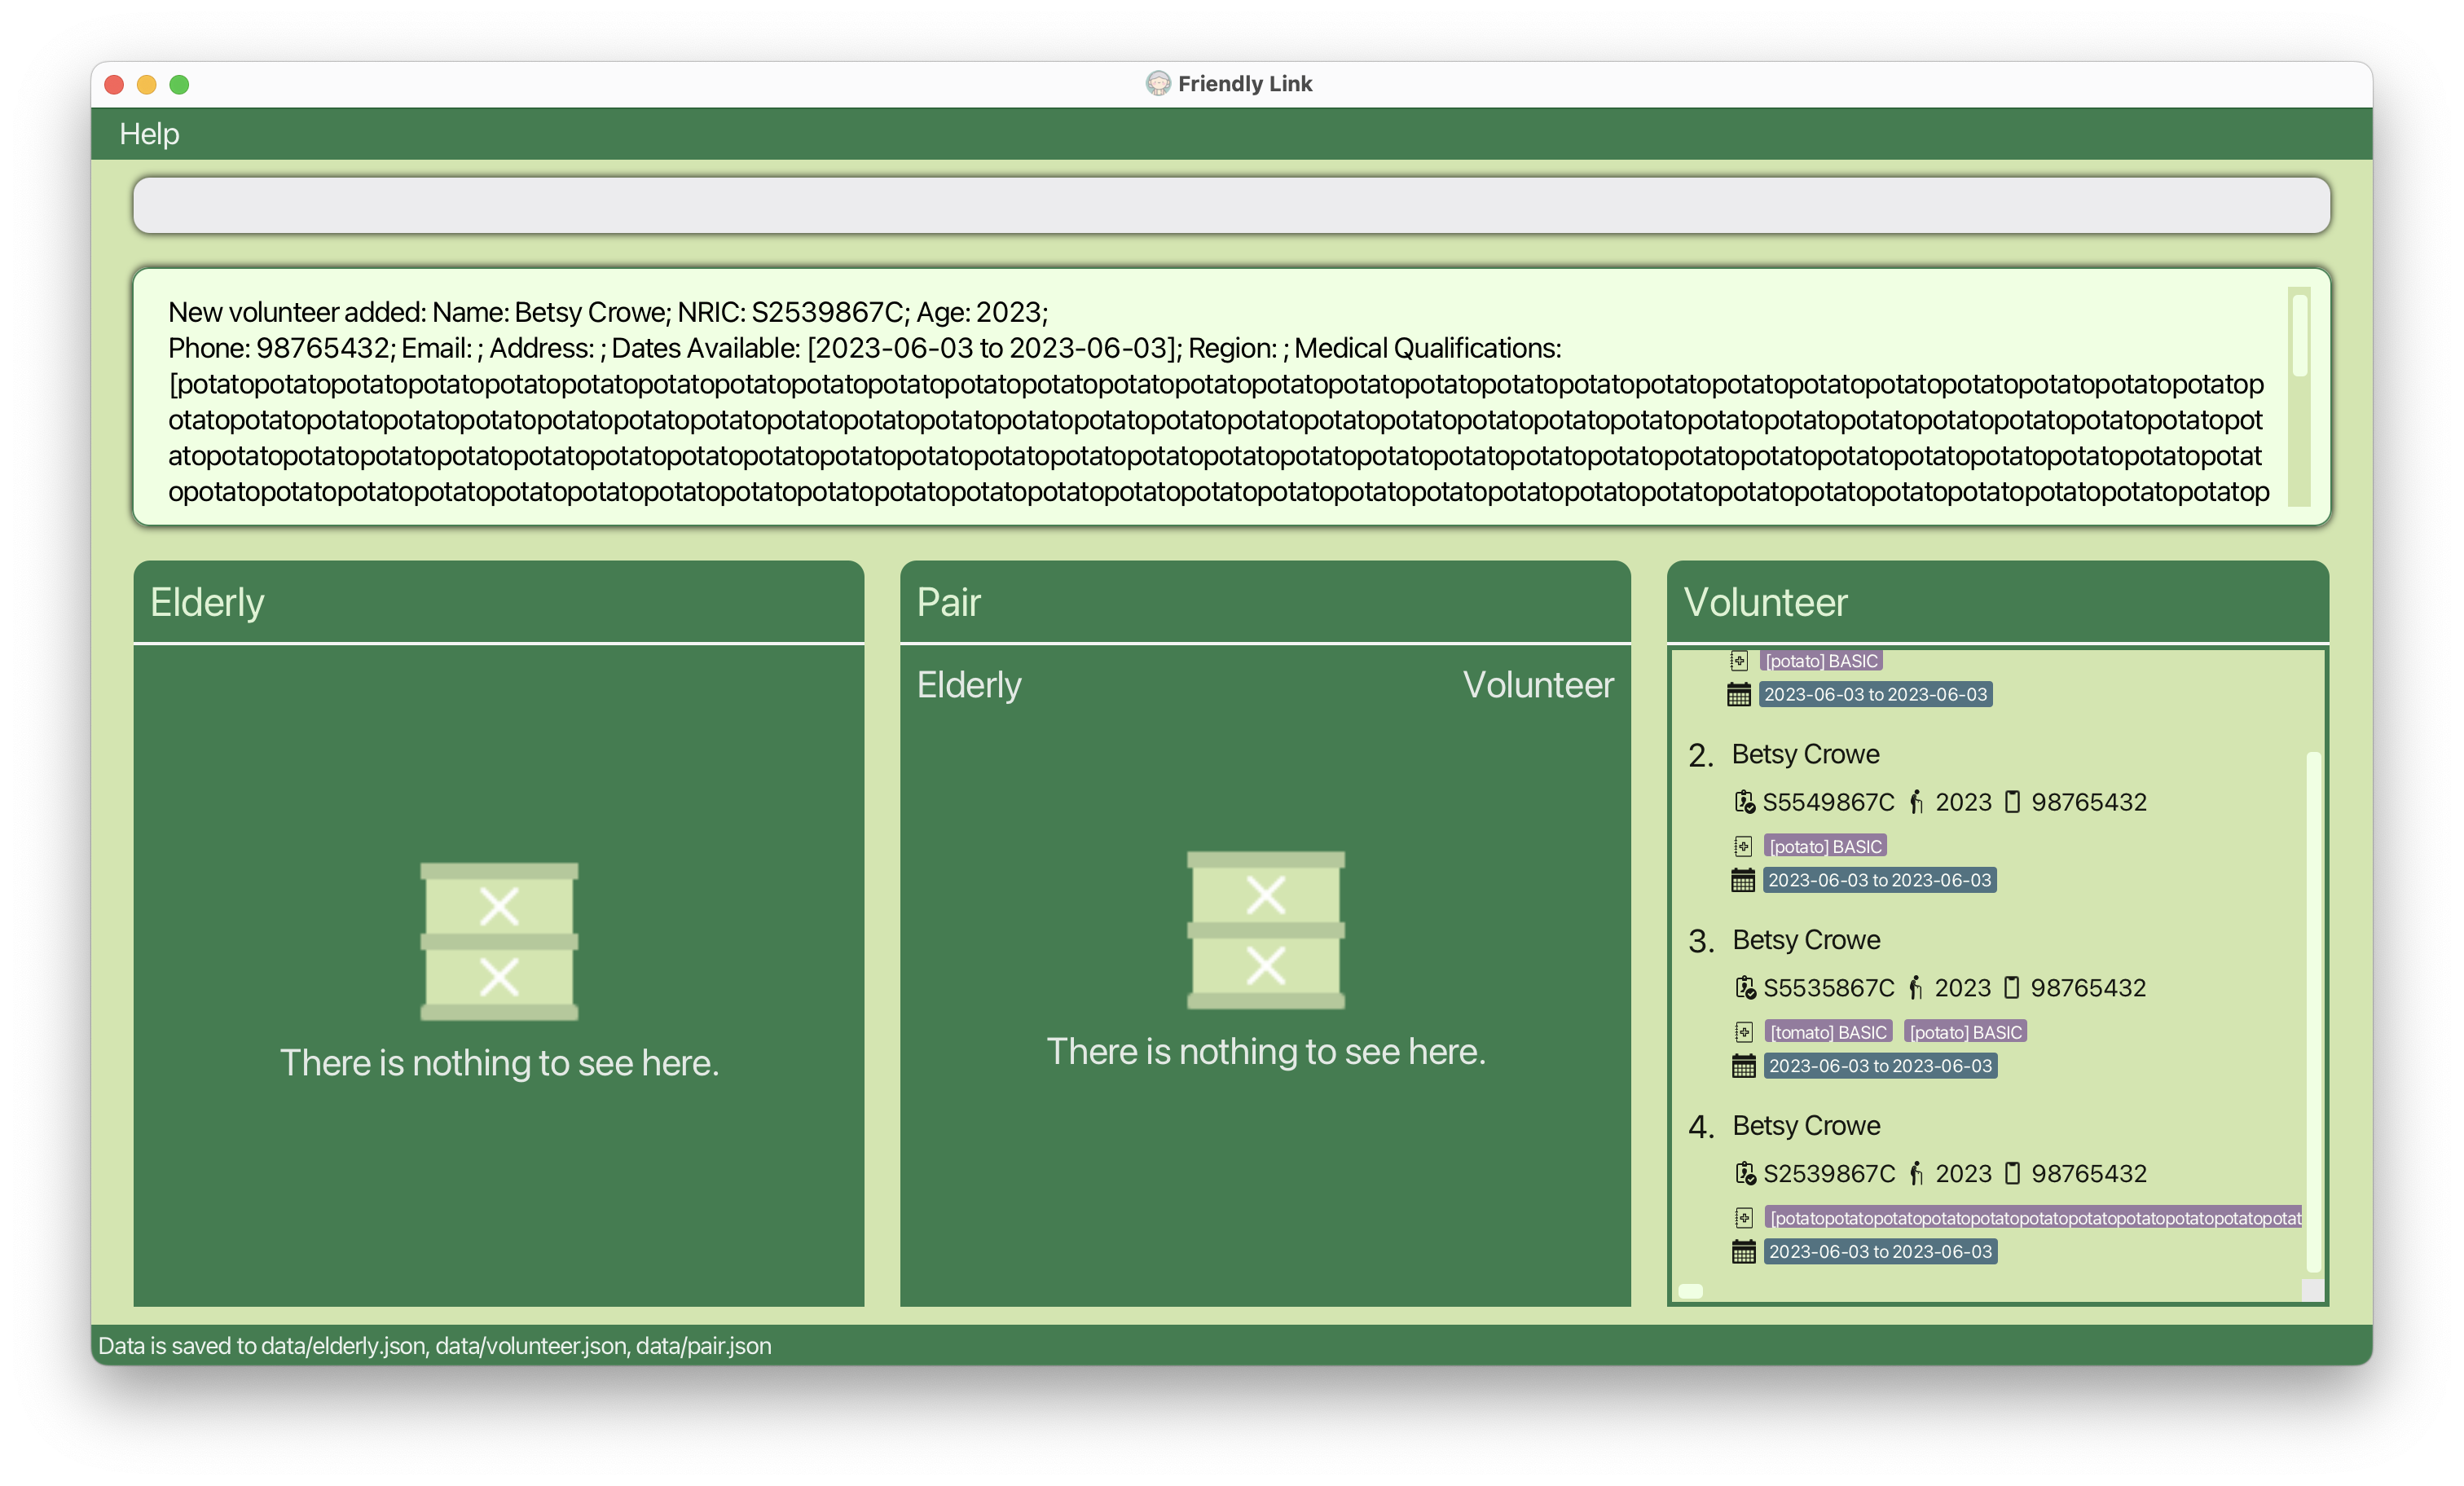 Friendly Link
Help
New volunteer added: Name: Betsy Crowe; NRIC: S2539867C; Age: 2023;
Phone: 98765432; Email: ; Address: ; Dates Available: [2023-06-03 to 2023-06-03]; Region: ; Medical Qualifications:
[potatopotatopotatopotatopotatopotatopotatopotatopotatopotatopotatopotatopotatopotatopotatopotatopotatopotatopotatopotatopotatopotatopotatopotatopotatopotatopotatop
otatopotatopotatopotatopotatopotatopotatopotatopotatopotatopotatopotatopotatopotatopotatopotatopotatopotatopotatopotatopotatopotatopotatopotatopotatopotatopotatopot
atopotatopotatopotatopotatopotatopotatopotatopotatopotatopotatopotatopotatopotatopotatopotatopotatopotatopotatopotatopotatopotatopotatopotatopotatopotatopotatopotat
opotatopotatopotatopotatopotatopotatopotatopotatopotatopotatopotatopotatopotatopotatopotatopotatopotatopotatopotatopotatopotatopotatopotatopotatopotatopotatopotatop
Elderly
There is nothing to see here.
Pair
Elderly Volunteer
There is nothing to see here.
Volunteer
[potato] BASIC
2023-06-03 to 2023-06-03
2. Betsy Crowe
S5549867C 2023 98765432
[potato] BASIC
2023-06-03 to 2023-06-03
3. Betsy Crowe
S5535867C 2023 98765432
[tomato] BASIC [potato] BASIC
2023-06-03 to 2023-06-03
4. Betsy Crowe
S2539867C 2023 98765432
[potatopotatopotatopotatopotatopotatopotatopotatopotatopotatopotat
2023-06-03 to 2023-06-03
Data is saved to data/elderly.json, data/volunteer.json, data/pair.json